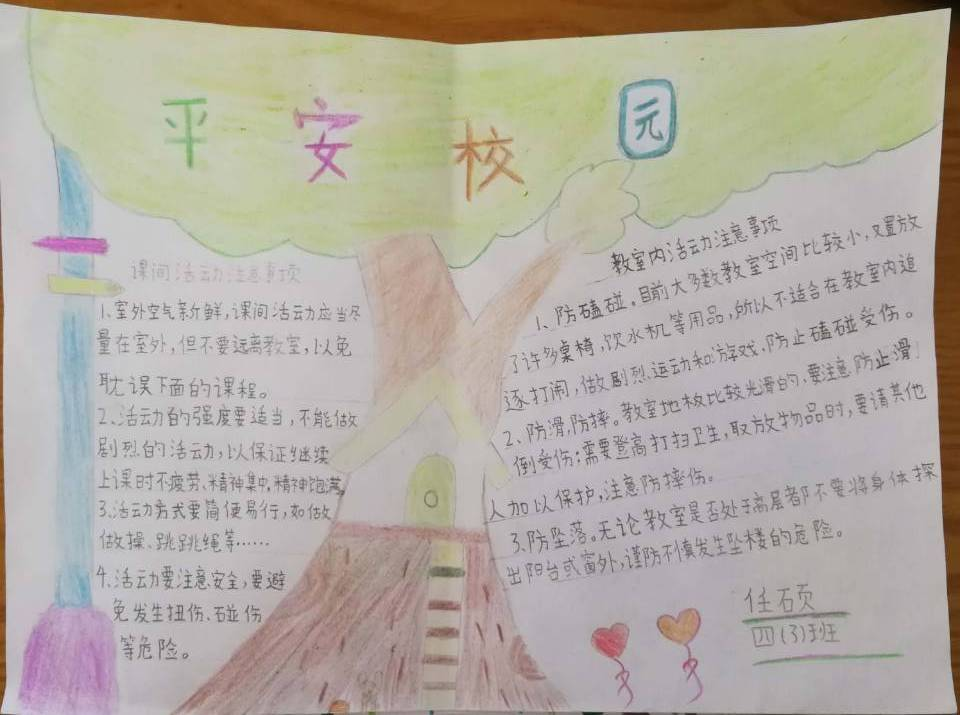 平安校园
课间活动注意事项
1、室外空气新鲜,课间活动应当尽
量在室外,但不要远离教室,以免
耽误下面的课程。
2、活动的强度要适当,不能做
剧烈的活动,以保证继续
上课时不疲劳、精神集中,精神饱满。
3、活动方式要简便易行,如做
做操、跳跳绳等……
4、活动要注意安全,要避
免发生扭伤、碰伤
等危险。
教室内活动注意事项
1、防磕碰。目前大多数教室空间比较小,又置放
了许多桌椅,饮水机等用品,所以不适合在教室内追
逐打闹,做剧烈运动和游戏,防止磕碰受伤。
2、防滑,防摔。教室地板比较光滑的,要注意防止滑
倒受伤;需要登高打扫卫生,取放物品时,要请其他
人加以保护,注意防摔伤。
3、防坠落。无论教室是否处于高层都不要将身体探
出阳台或窗外,谨防不慎发生坠楼的危险。
任硕
四(3)班